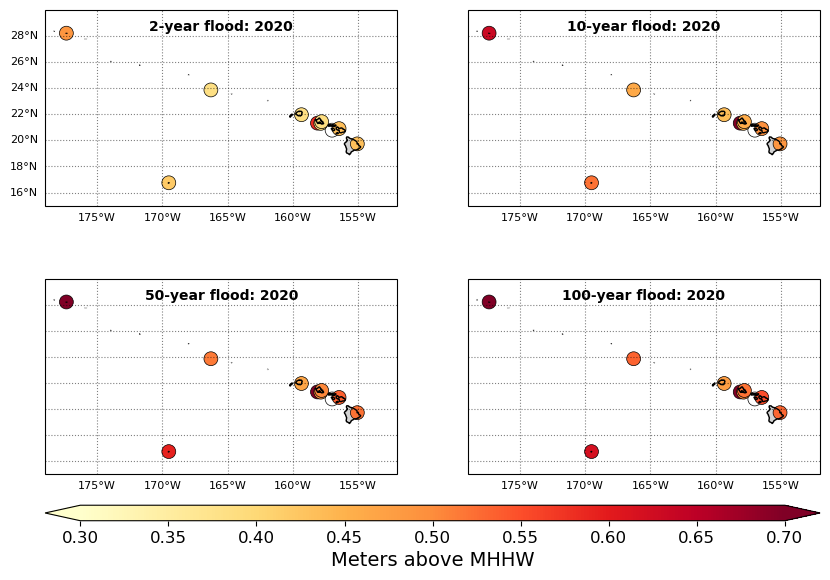 2-year flood: 2020
10-year flood: 2020
28°N
26°N
24°N
22°N
20°N
18°N
16°N
175°W 170°W 165°W 160°W 155°W
175°W 170°W 165°W 160°W 155°W
50-year flood: 2020
100-year flood: 2020
175°W 170°W 165°W 160°W 155°W
175°W 170°W 165°W 160°W 155°W
0.30 0.35 0.40 0.45 0.50 0.55 0.60 0.65 0.70
Meters above MHHW